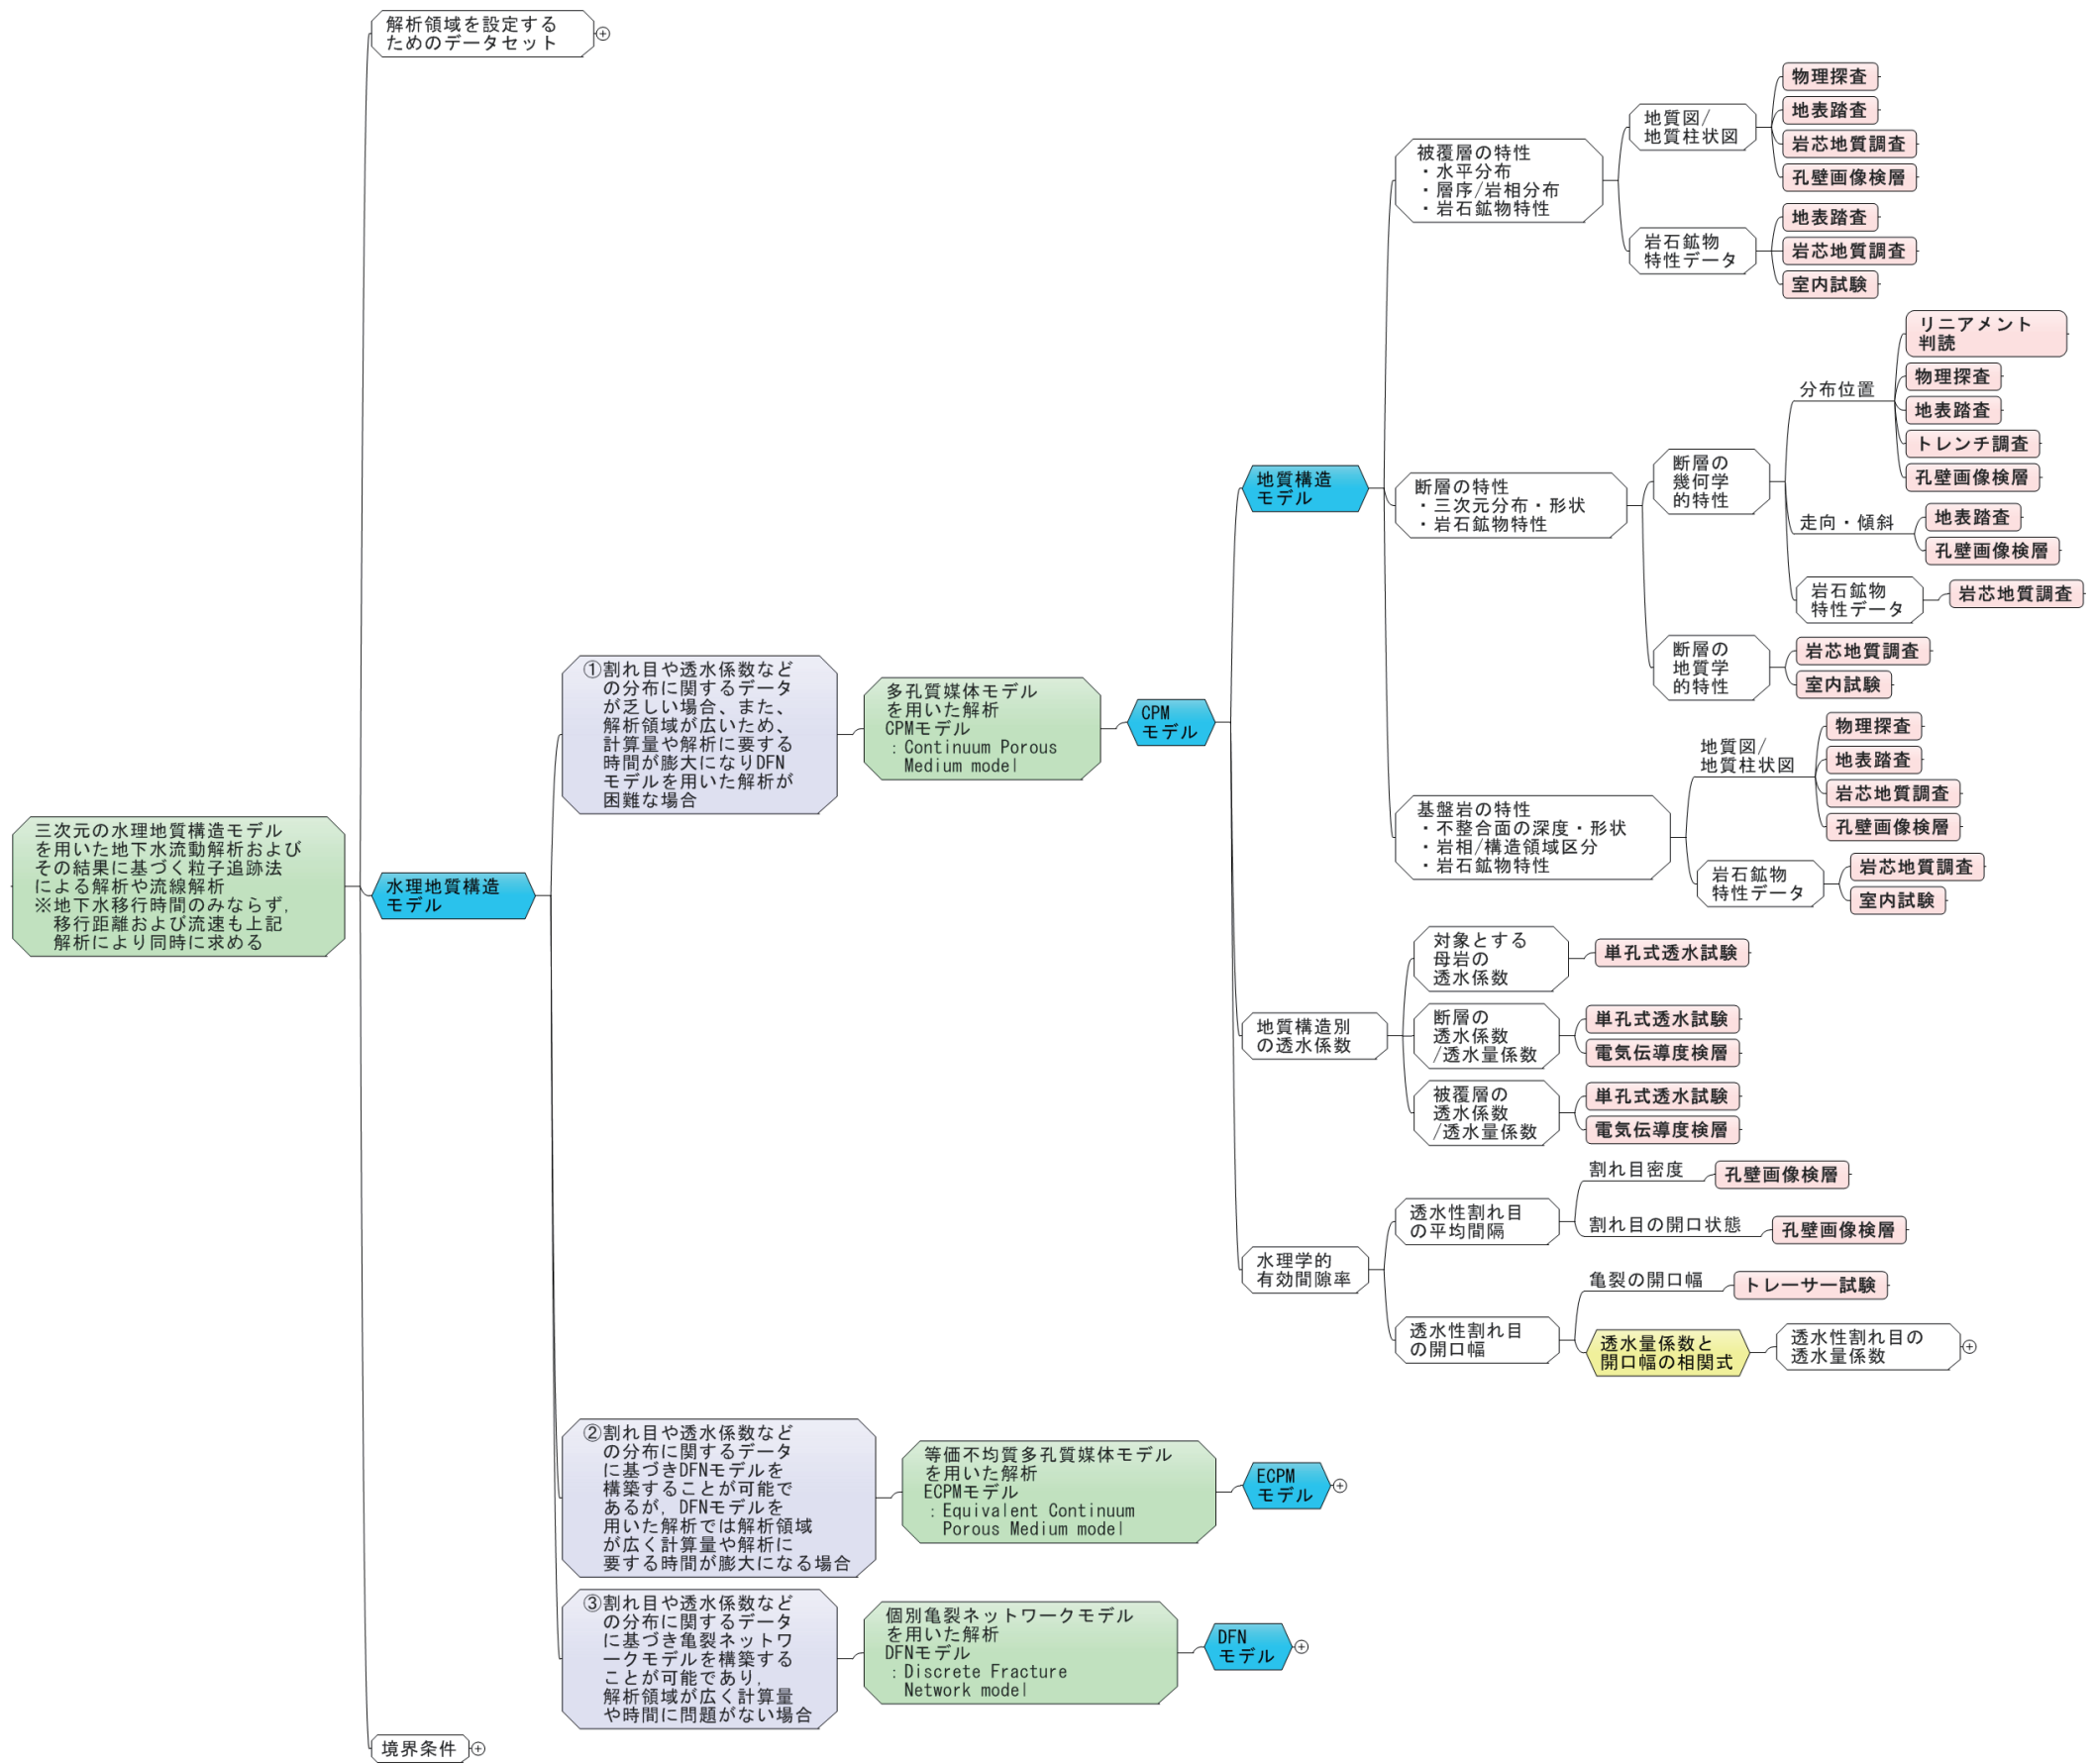 解析領域を設定する
ためのデータセット
物理探査
地表踏査
岩芯地質調査
孔壁画像検層
地質図/
地質柱状図
被覆層の特性
・水平分布
・層序/岩相分布
・岩石鉱物特性
地表踏査
岩芯地質調査
室内試験
岩石鉱物
特性データ
リニアメント
判読
物理探査
地表踏査
トレンチ調査
孔壁画像検層
分布位置
断層の
幾何学
的特性
地質構造
モデル
断層の特性
・三次元分布・形状
・岩石鉱物特性
走向・傾斜
地表踏査
孔壁画像検層
岩石鉱物
特性データ
岩芯地質調査
断層の
地質学
的特性
岩芯地質調査
室内試験
①割れ目や透水係数など
の分布に関するデータ
が乏しい場合、また、
解析領域が広いため、
計算量や解析に要する
時間が膨大になりDFN
モデルを用いた解析が
困難な場合
多孔質媒体モデル
を用いた解析
CPMモデル
：Continuum Porous
Medium model
CPM
モデル
地質図/
地質柱状図
物理探査
地表踏査
岩芯地質調査
孔壁画像検層
基盤岩の特性
・不整合面の深度・形状
・岩相/構造領域区分
・岩石鉱物特性
岩石鉱物
特性データ
岩芯地質調査
室内試験
三次元の水理地質構造モデル
を用いた地下水流動解析および
その結果に基づく粒子追跡法
による解析や流線解析
※地下水移行時間のみならず，
移行距離および流速も上記
解析により同時に求める
水理地質構造
モデル
対象とする
母岩の
透水係数
単孔式透水試験
地質構造別
の透水係数
断層の
透水係数
/透水量係数
単孔式透水試験
電気伝導度検層
被覆層の
透水係数
/透水量係数
単孔式透水試験
電気伝導度検層
水理学的
有効間隙率
透水性割れ目
の平均間隔
割れ目密度
孔壁画像検層
割れ目の開口状態
孔壁画像検層
透水性割れ目
の開口幅
亀裂の開口幅
トレーサー試験
透水量係数と
開口幅の相関式
透水性割れ目の
透水量係数
②割れ目や透水係数など
の分布に関するデータ
に基づきDFNモデルを
構築することが可能で
あるが，DFNモデルを
用いた解析では解析領域
が広く計算量や解析に
要する時間が膨大になる場合
等価不均質多孔質媒体モデル
を用いた解析
ECPMモデル
：Equivalent Continuum
Porous Medium model
ECPM
モデル
③割れ目や透水係数など
の分布に関するデータ
に基づき亀裂ネットワ
ークモデルを構築する
ことが可能であり，
解析領域が広く計算量
や時間に問題がない場合
個別亀裂ネットワークモデル
を用いた解析
DFNモデル
：Discrete Fracture
Network model
DFN
モデル
境界条件